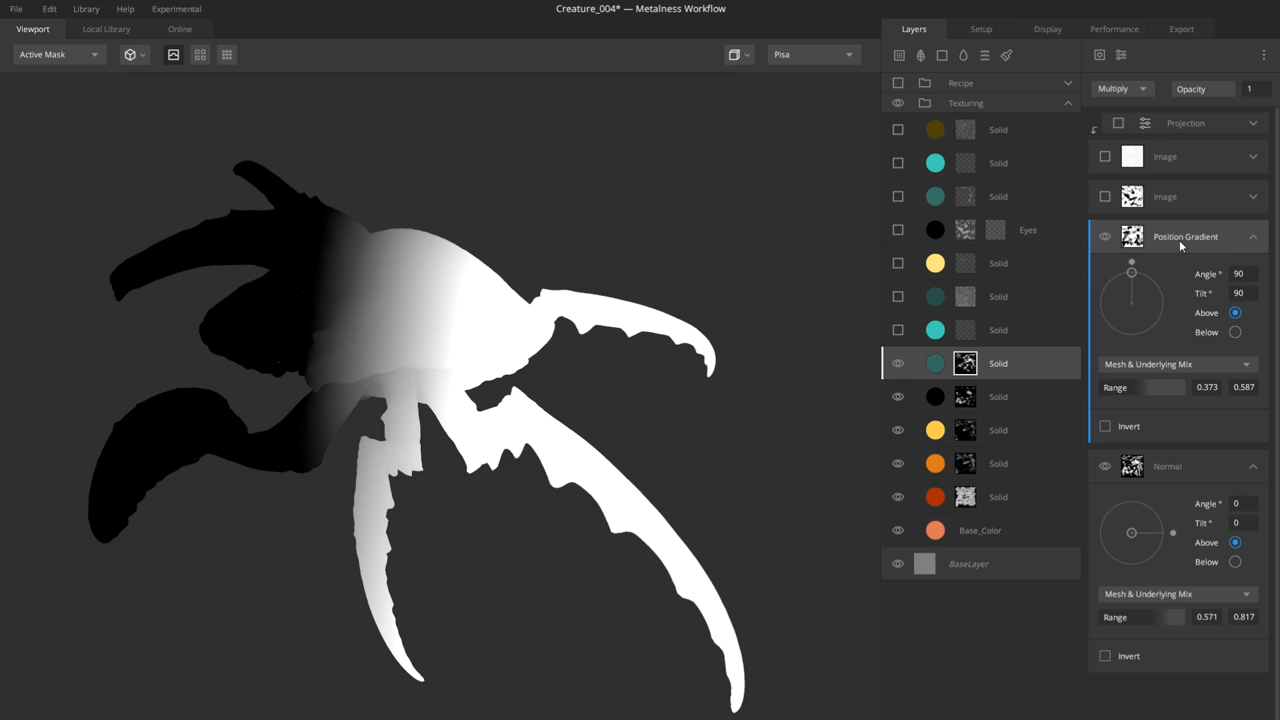 File Edit Library Help Experimental Creature_004* — Metalness Workflow
Viewport Local Library Online Layers Setup Display Performance Export
Active Mask Pisa
Recipe
Multiply Opacity 1
Texturing
Projection
Solid
Image
Solid
Solid
Image
Eyes
Position Gradient
Solid
Angle ° 90
Tilt ° 90
Solid
Above
Solid
Below
Solid
Mesh & Underlying Mix
Range 0.373 0.587
Solid
Solid
Invert
Solid
Normal
Solid
Angle ° 0
Tilt ° 0
Base_Color
Above
BaseLayer
Below
Mesh & Underlying Mix
Range 0.571 0.817
Invert